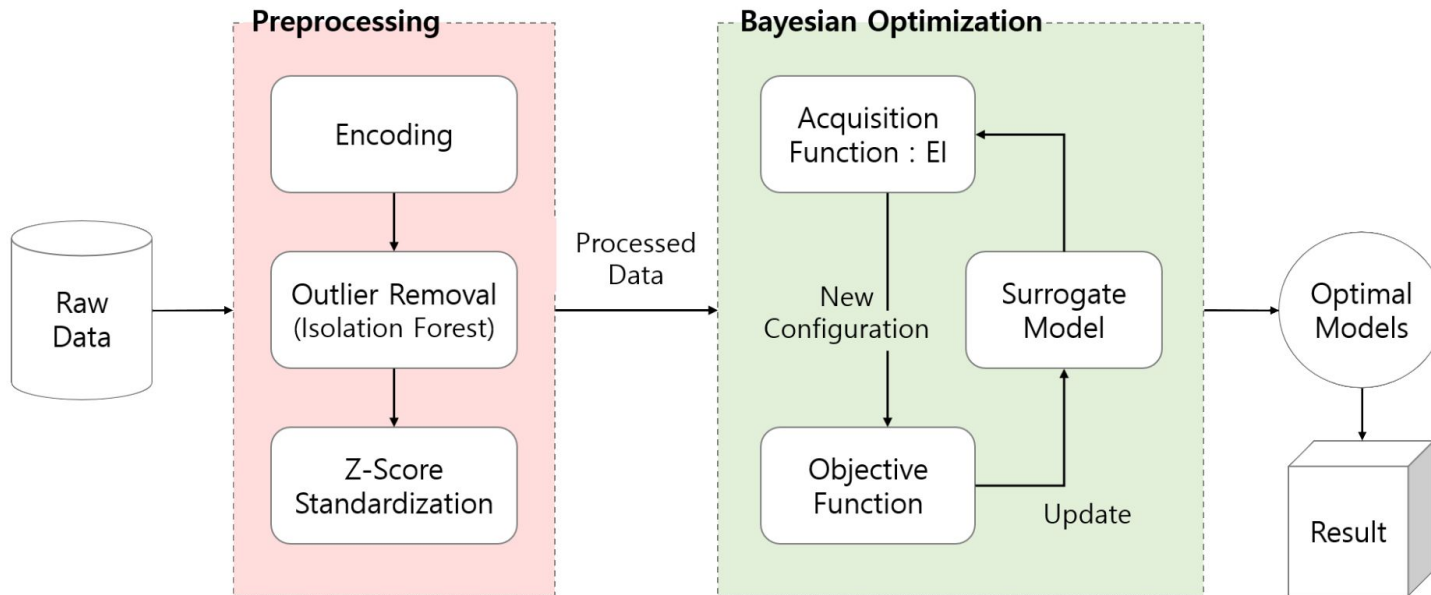 Preprocessing
Bayesian Optimization
Encoding
Acquisition
Function : EI
Raw
Data
Outlier Removal
(Isolation Forest)
Processed
Data
New
Configuration
Surrogate
Model
Optimal
Models
Z-Score
Standardization
Objective
Function
Update
Result